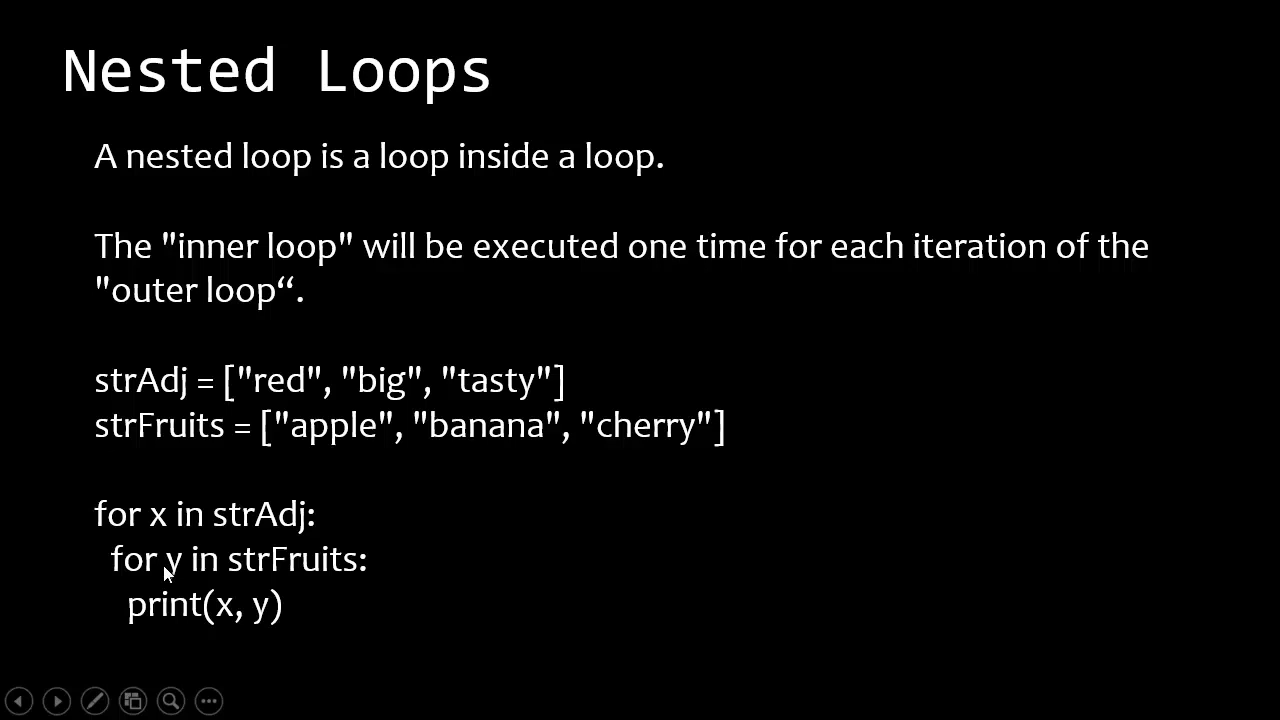 Nested Loops
A nested loop is a loop inside a loop.
The "inner loop" will be executed one time for each iteration of the
"outer loop“.
strAdj = ["red", "big", "tasty"]
strFruits = ["apple", "banana", "cherry"]
for x in strAdj:
for y in strFruits:
print(x, y)